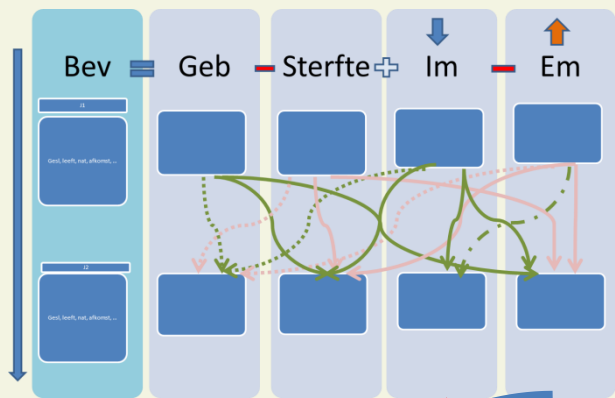 Bev = Geb - Sterfte + Im - Em
J1
Gesl, leeft, nat, afkomst, ...
J2
Gesl, leeft, nat, afkomst, ...